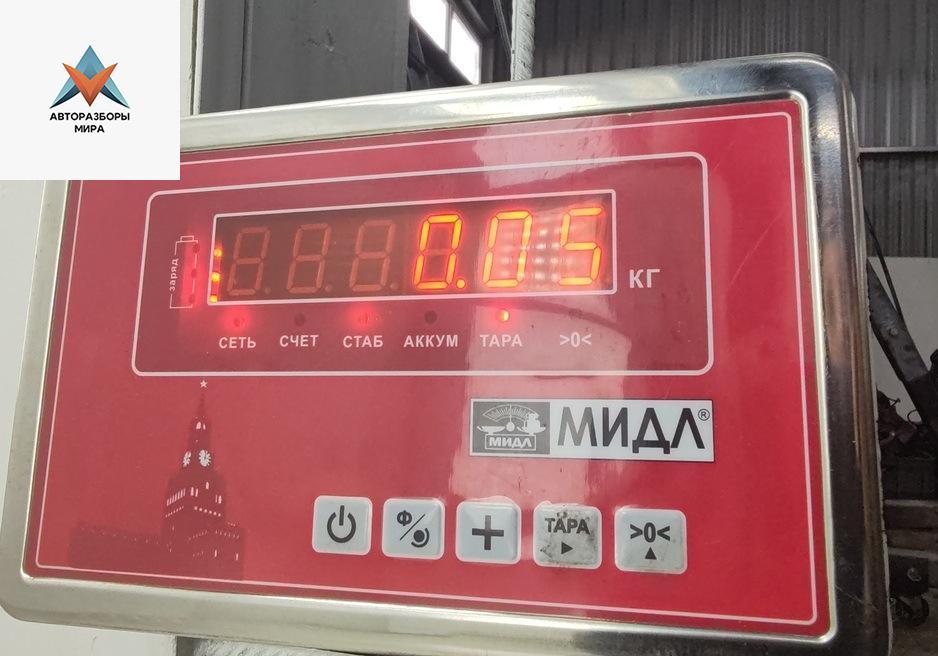 АВТОРАЗБОРЫ
МИРА
заряд
0.05
КГ
СЕТЬ СЧЕТ СТАБ АККУМ ТАРА >0<
МИДЛ
МИДЛ®
Ф
ТАРА
>0<